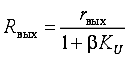 R_вых = r_вых / (1 + βK_U)